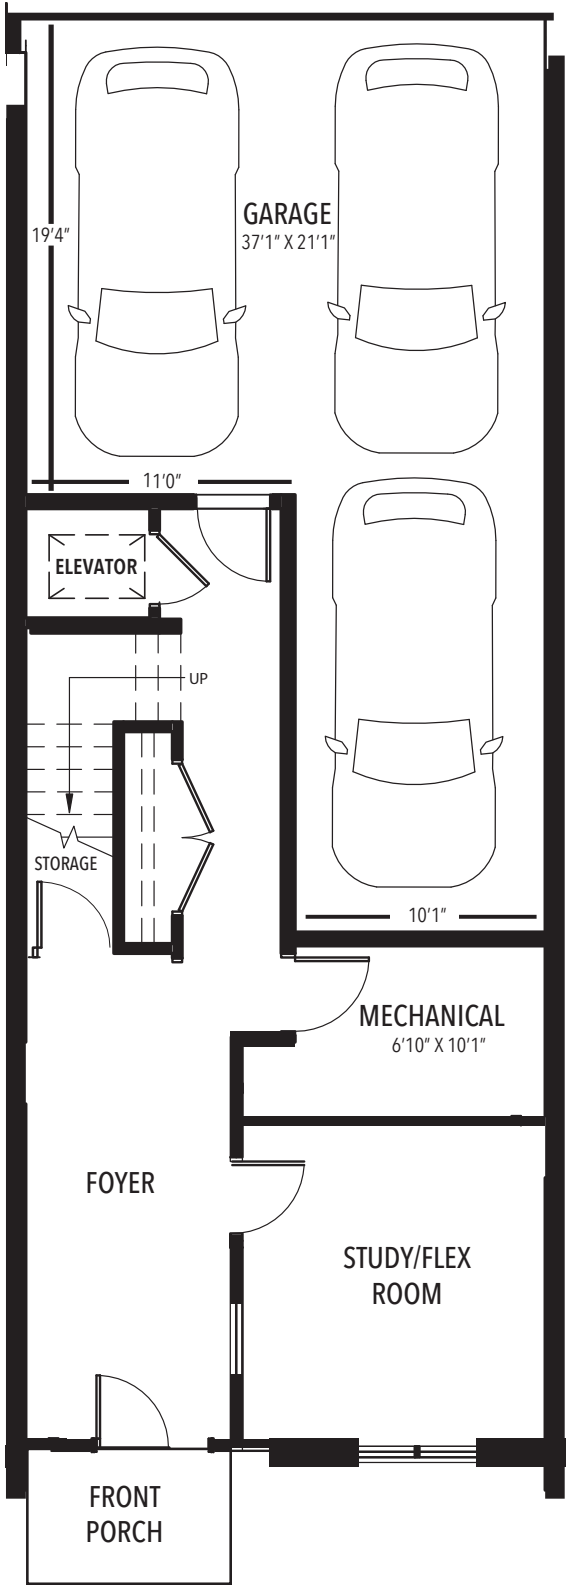 GARAGE
37'1" X 21'1"
19'4"
11'0"
ELEVATOR
UP
STORAGE
10'1"
MECHANICAL
6'10" X 10'1"
FOYER
STUDY/FLEX
ROOM
FRONT
PORCH